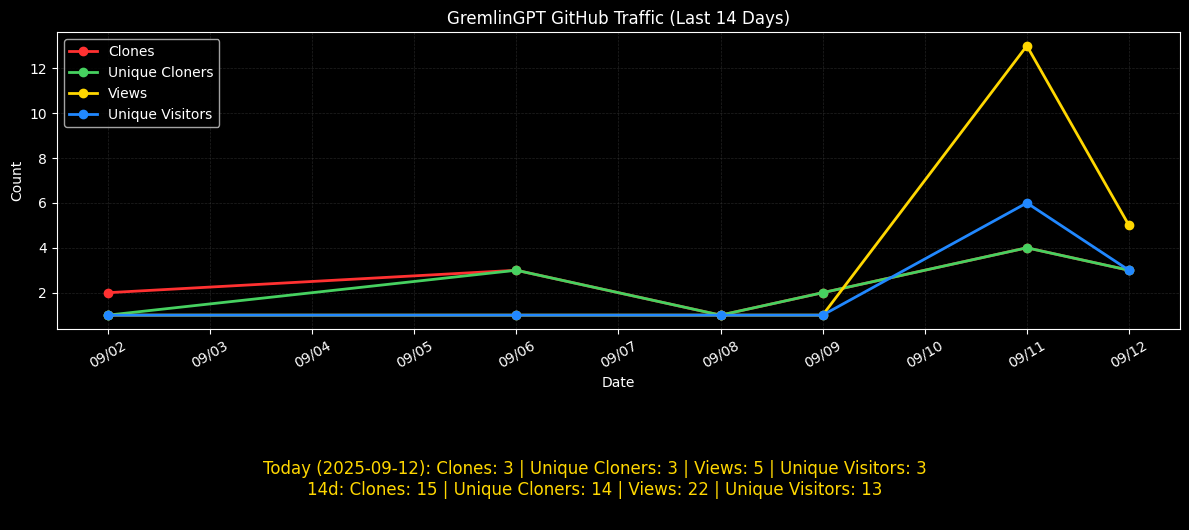 GremlinGPT GitHub Traffic (Last 14 Days)
Clones
Unique Cloners
Views
Unique Visitors
Count
12
10
8
6
4
2
09/02 09/03 09/04 09/05 09/06 09/07 09/08 09/09 09/10 09/11 09/12
Date
Today (2025-09-12): Clones: 3 | Unique Cloners: 3 | Views: 5 | Unique Visitors: 3
14d: Clones: 15 | Unique Cloners: 14 | Views: 22 | Unique Visitors: 13